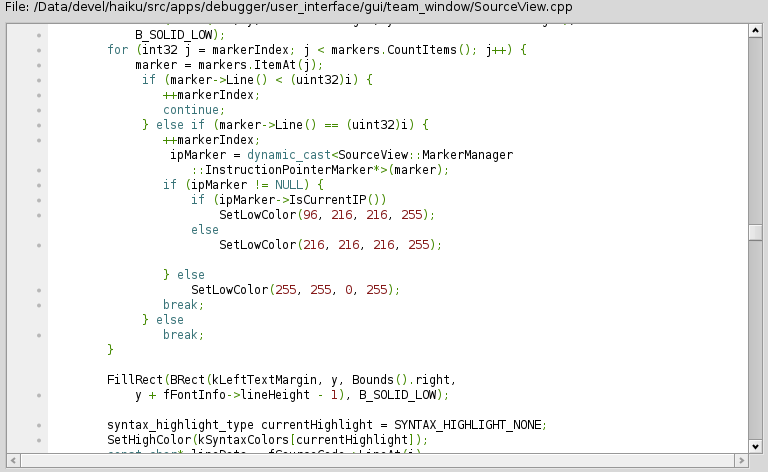 File: /Data/devel/haiku/src/apps/debugger/user_interface/gui/team_window/SourceView.cpp
B_SOLID_LOW);
for (int32 j = markerIndex; j < markers.CountItems(); j++) {
marker = markers.ItemAt(j);
if (marker->Line() < (uint32)i) {
++markerIndex;
continue;
} else if (marker->Line() == (uint32)i) {
++markerIndex;
ipMarker = dynamic_cast<SourceView::MarkerManager
::InstructionPointerMarker*>(marker);
if (ipMarker != NULL) {
if (ipMarker->IsCurrentIP())
SetLowColor(96, 216, 216, 255);
else
SetLowColor(216, 216, 216, 255);
} else
SetLowColor(255, 255, 0, 255);
break;
} else
break;
}
FillRect(BRect(kLeftTextMargin, y, Bounds().right,
y + fFontInfo->lineHeight - 1), B_SOLID_LOW);
syntax_highlight_type currentHighlight = SYNTAX_HIGHLIGHT_NONE;
SetHighColor(kSyntaxColors[currentHighlight]);